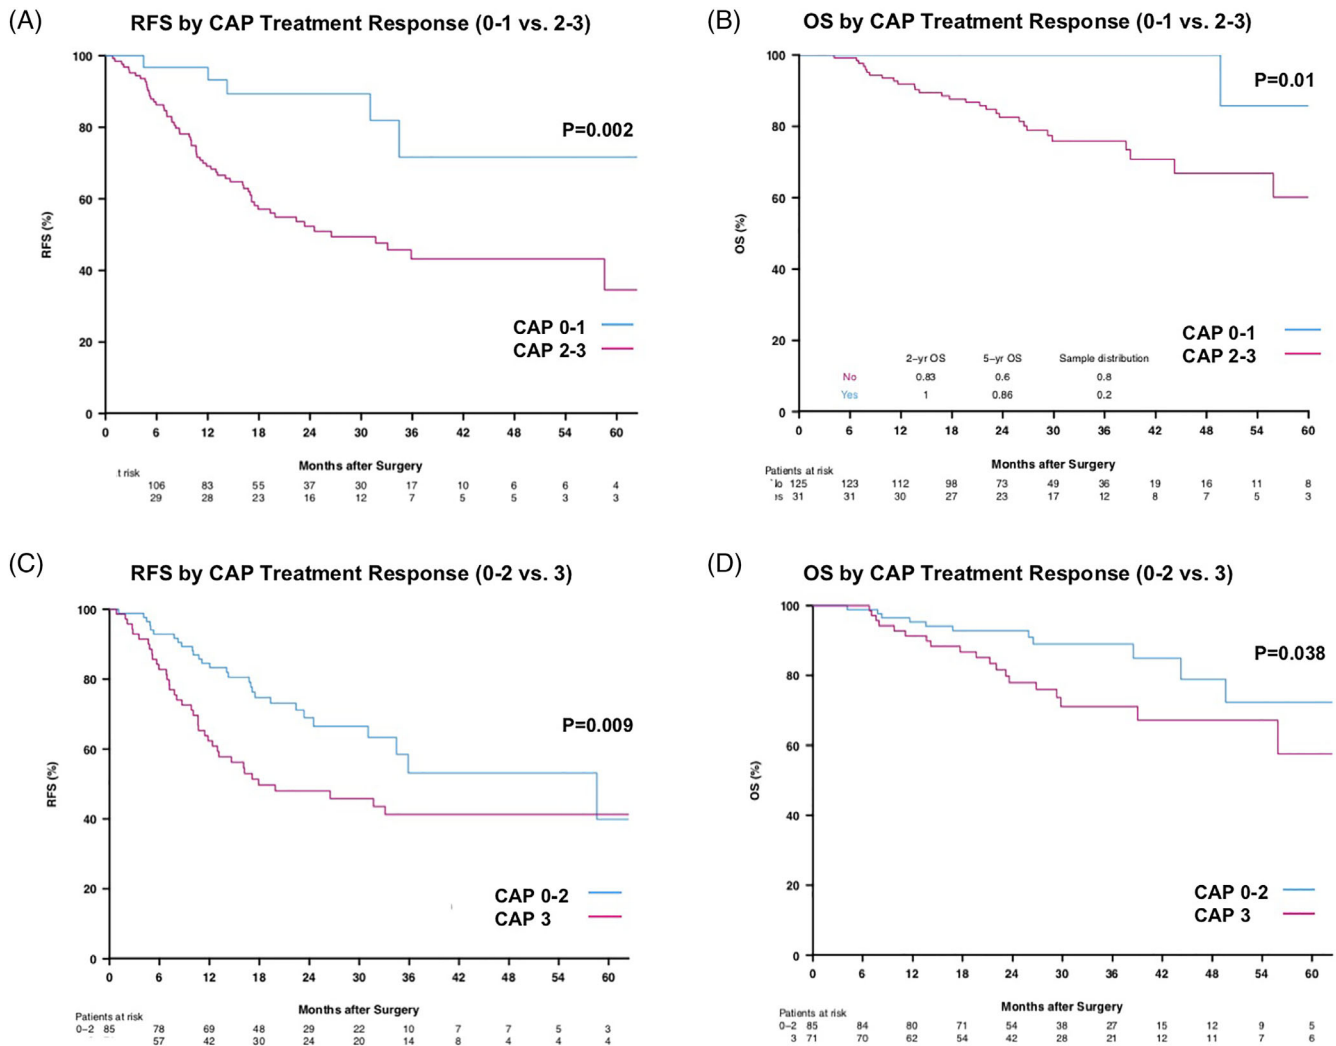 (A)
RFS by CAP Treatment Response (0-1 vs. 2-3)
100
80
60
40
20
0
RFS (%)
P=0.002
CAP 0-1
CAP 2-3
0 6 12 18 24 30 36 42 48 54 60
Months after Surgery
t risk
106 83 55 37 30 17 10 6 6 4
29 28 23 16 12 7 5 5 3 3
(B)
OS by CAP Treatment Response (0-1 vs. 2-3)
100
80
60
40
20
0
OS (%)
P=0.01
CAP 0-1
CAP 2-3
2-yr OS 5-yr OS Sample distribution
No 0.83 0.6 0.8
Yes 1 0.86 0.2
0 6 12 18 24 30 36 42 48 54 60
Months after Surgery
Patients at risk
125 123 112 98 73 49 36 19 16 11 8
31 31 30 27 23 17 12 8 7 5 3
(C)
RFS by CAP Treatment Response (0-2 vs. 3)
100
80
60
40
20
0
RFS (%)
P=0.009
CAP 0-2
CAP 3
0 6 12 18 24 30 36 42 48 54 60
Months after Surgery
Patients at risk
0-2 85 78 69 48 29 22 10 7 7 5 3
57 42 30 24 20 14 8 4 4 4
(D)
OS by CAP Treatment Response (0-2 vs. 3)
100
80
60
40
20
0
OS (%)
P=0.038
CAP 0-2
CAP 3
0 6 12 18 24 30 36 42 48 54 60
Months after Surgery
Patients at risk
0-2 85 84 80 71 54 38 27 15 12 9 5
3 71 70 62 54 42 28 21 12 11 7 6